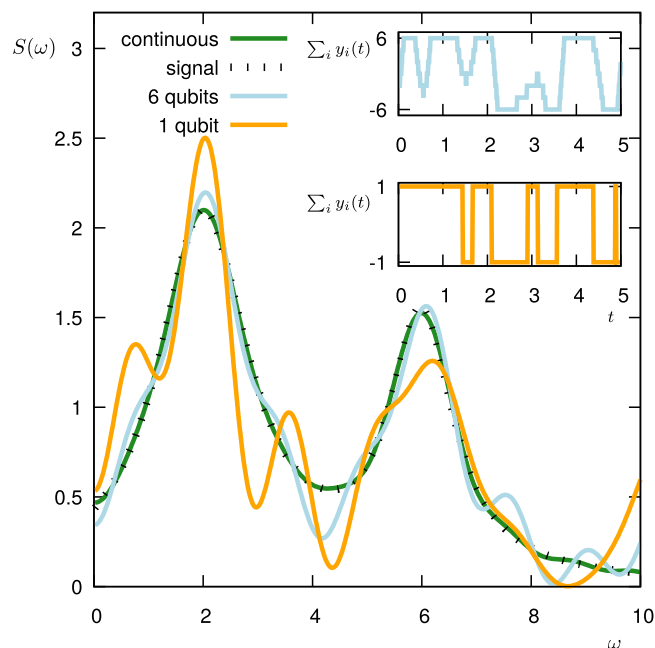 S(ω)
3
2.5
2
1.5
1
0.5
0
0 2 4 6 8 10
ω
continuous
signal
6 qubits
1 qubit
∑ᵢ yᵢ(t)
6
-6
0 1 2 3 4 5
∑ᵢ yᵢ(t)
1
-1
0 1 2 3 4 5
t